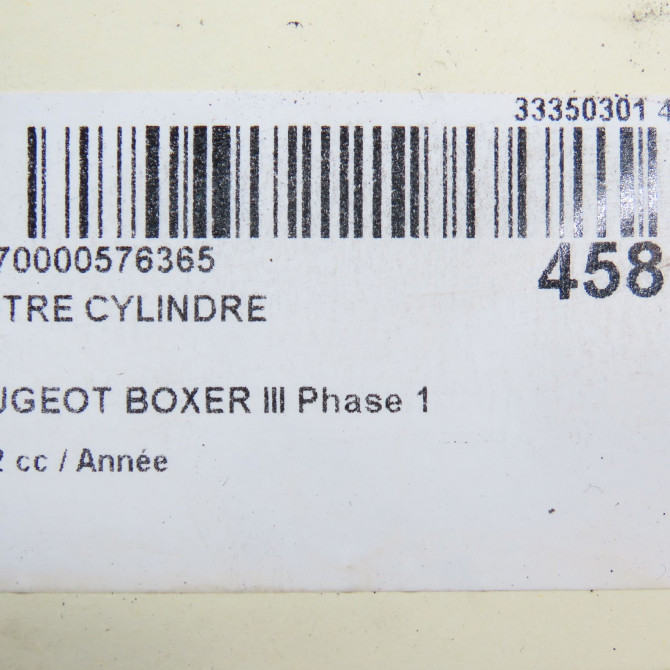 33350301 4
70000576365
458
TRE CYLINDRE
UGEOT BOXER III Phase 1
2 cc / Année